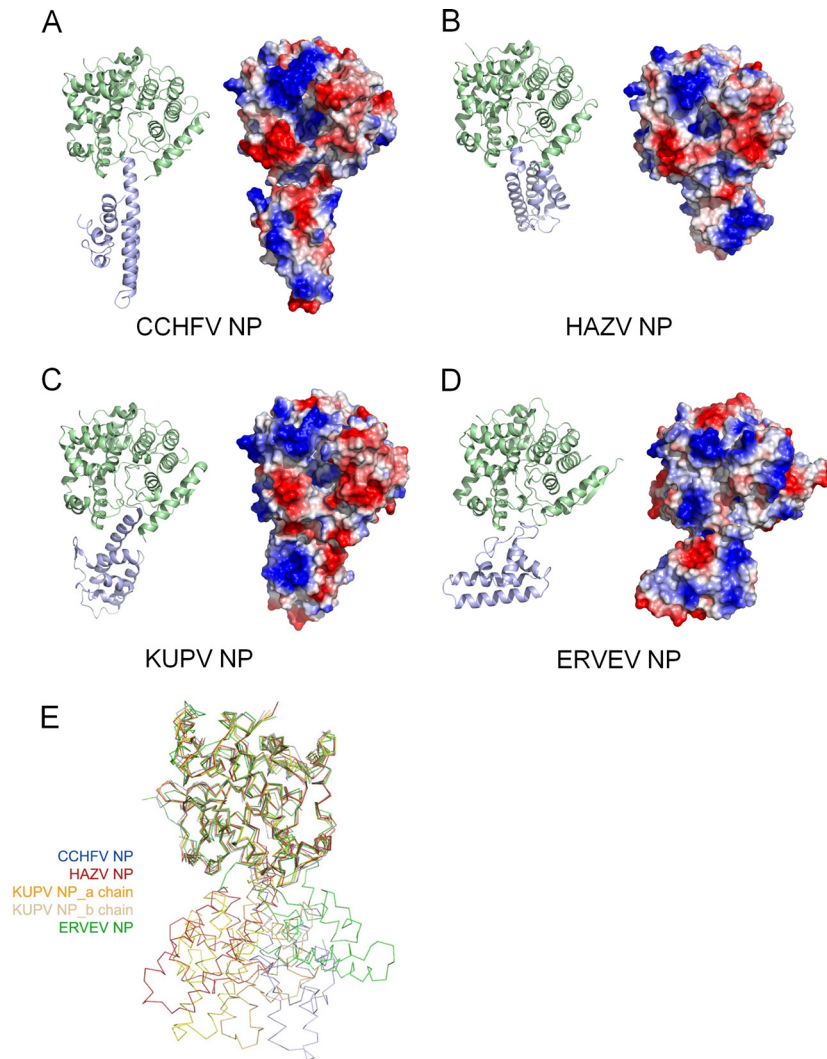 A
B
CCHFV NP
HAZV NP
C
D
KUPV NP
ERVEV NP
E
CCHFV NP
HAZV NP
KUPV NP_a chain
KUPV NP_b chain
ERVEV NP